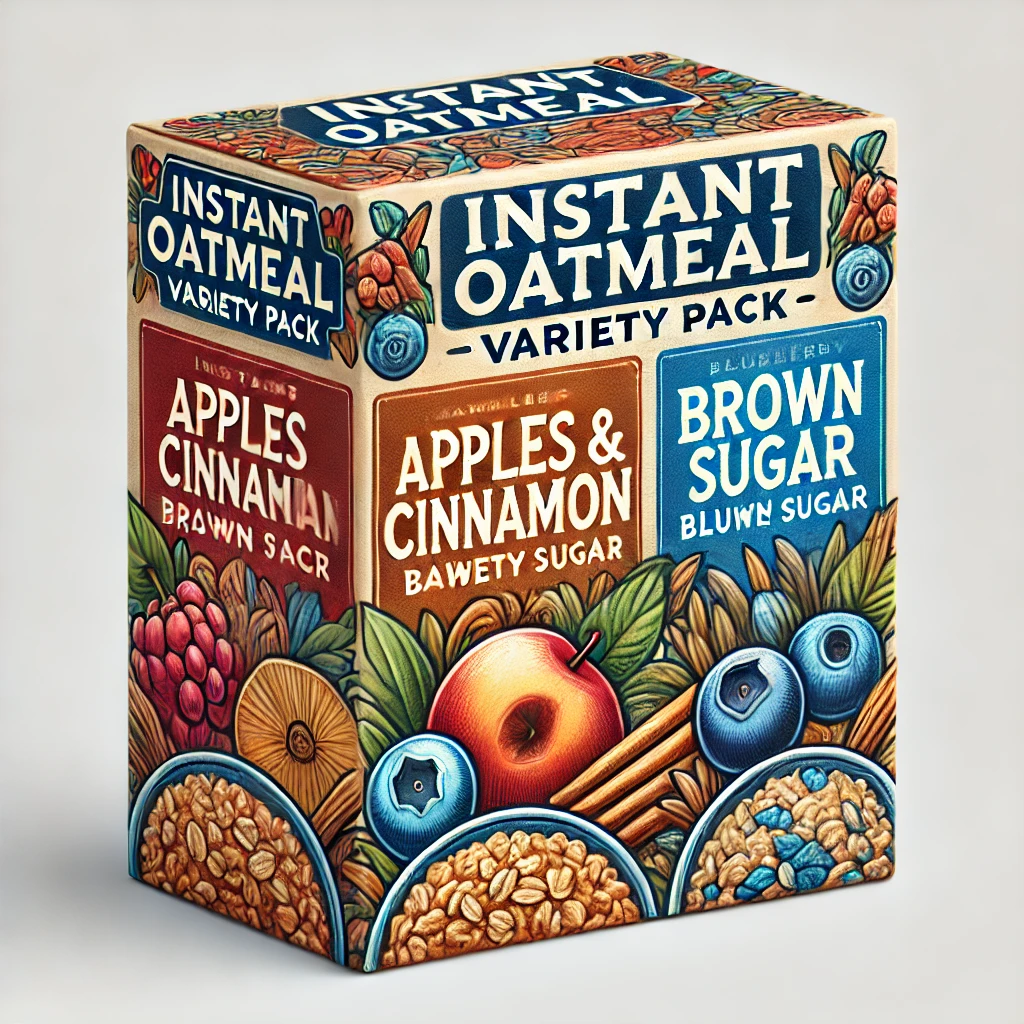 INSTANT
OATMEAL
INSTANT
OATMEAL
VARIETY PACK
APPLES
CINNAMIAN
BRAWN SACR
INSTANT
OATMEAL
- VARIETY PACK -
APPLES &
CINNAMON
BAWETY SUGAR
BROWN
SUGAR
BLUWN SUGAR